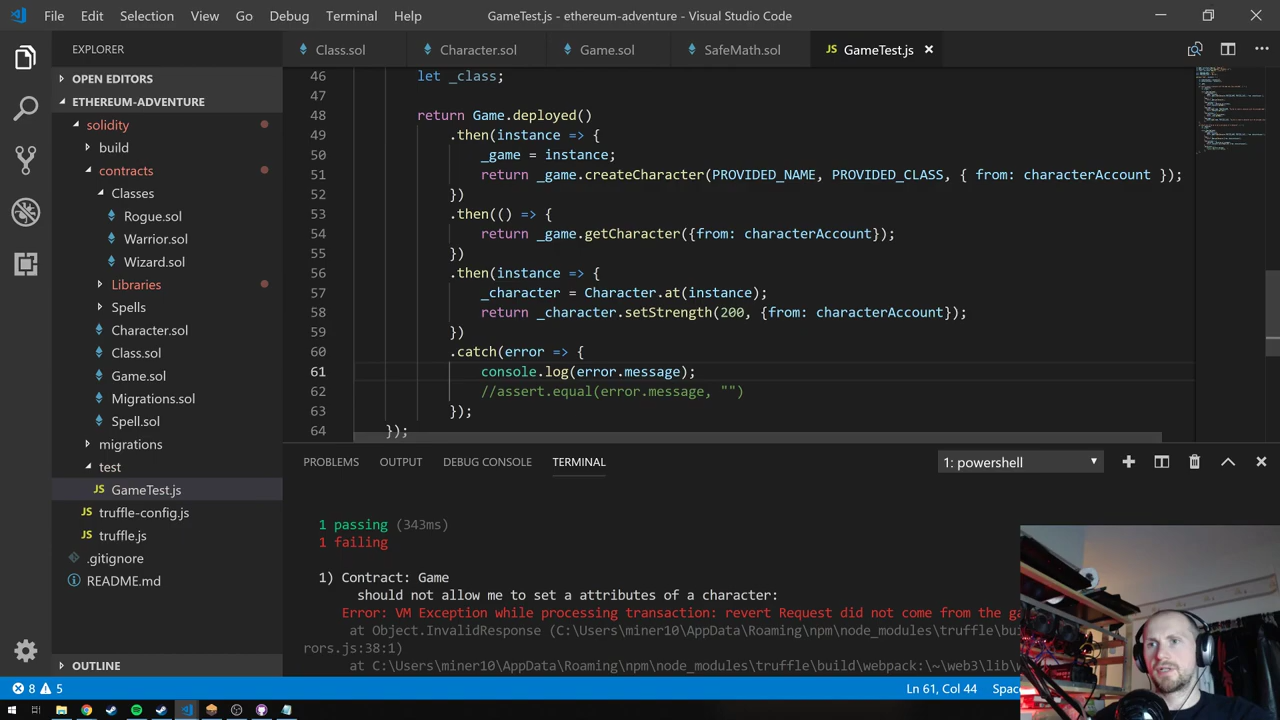 File Edit Selection View Go Debug Terminal Help
GameTest.js - ethereum-adventure - Visual Studio Code
EXPLORER
OPEN EDITORS
ETHEREUM-ADVENTURE
solidity
build
contracts
Classes
Rogue.sol
Warrior.sol
Wizard.sol
Libraries
Spells
Character.sol
Class.sol
Game.sol
Migrations.sol
Spell.sol
migrations
test
JS GameTest.js
JS truffle-config.js
JS truffle.js
.gitignore
README.md
OUTLINE
Class.sol Character.sol Game.sol SafeMath.sol JS GameTest.js
46 let _class;
47
48 return Game.deployed()
49 .then(instance => {
50 _game = instance;
51 return _game.createCharacter(PROVIDED_NAME, PROVIDED_CLASS, { from: characterAccount });
52 })
53 .then(() => {
54 return _game.getCharacter({from: characterAccount});
55 })
56 .then(instance => {
57 _character = Character.at(instance);
58 return _character.setStrength(200, {from: characterAccount});
59 })
60 .catch(error => {
61 console.log(error.message);
62 //assert.equal(error.message, "")
63 });
64 });
PROBLEMS OUTPUT DEBUG CONSOLE TERMINAL 1: powershell
1 passing (343ms)
1 failing
1) Contract: Game
should not allow me to set a attributes of a character:
Error: VM Exception while processing transaction: revert Request did not come from the ga
at Object.InvalidResponse (C:\Users\miner10\AppData\Roaming\npm\node_modules\truffle\bui
rors.js:38:1)
at C:\Users\miner10\AppData\Roaming\npm\node_modules\truffle\build\webpack:\~\web3\lib\w
8 5
Ln 61, Col 44 Spac